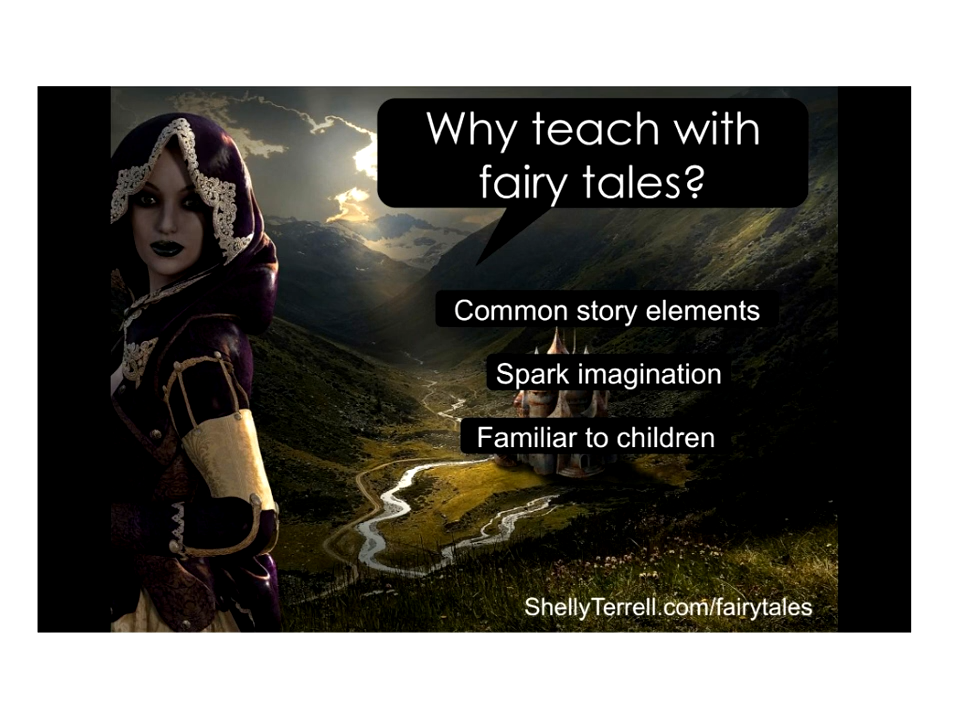 Why teach with
fairy tales?
Common story elements
Spark imagination
Familiar to children
ShellyTerrell.com/fairytales